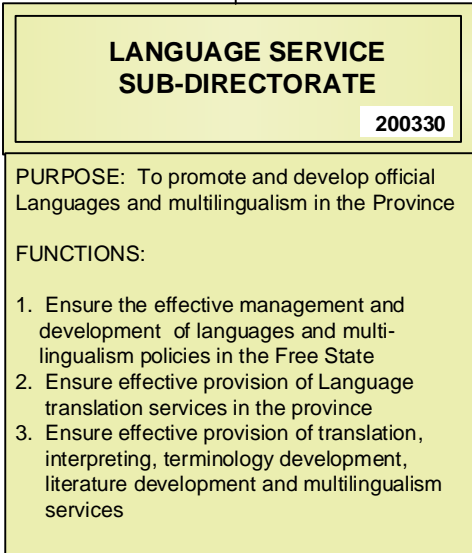 LANGUAGE SERVICE
SUB-DIRECTORATE
200330
PURPOSE: To promote and develop official
Languages and multilingualism in the Province
FUNCTIONS:
1. Ensure the effective management and
development of languages and multi-
lingualism policies in the Free State
2. Ensure effective provision of Language
translation services in the province
3. Ensure effective provision of translation,
interpreting, terminology development,
literature development and multilingualism
services